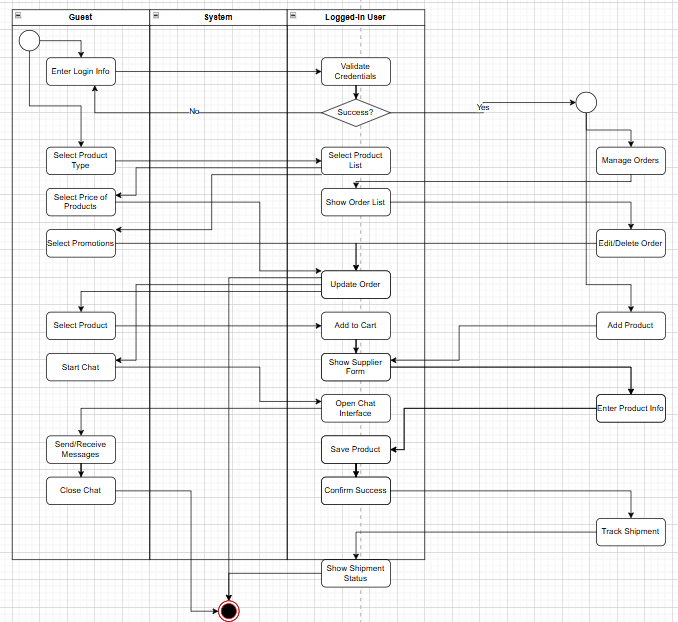 Guest
System
Logged-In User
Enter Login Info
Validate
Credentials
No
Success?
Yes
Select Product
Type
Select Product
List
Manage Orders
Select Price of
Products
Show Order List
Select Promotions
Edit/Delete Order
Update Order
Select Product
Add to Cart
Add Product
Start Chat
Show Supplier
Form
Open Chat
Interface
Enter Product Info
Send/Receive
Messages
Save Product
Close Chat
Confirm Success
Track Shipment
Show Shipment
Status